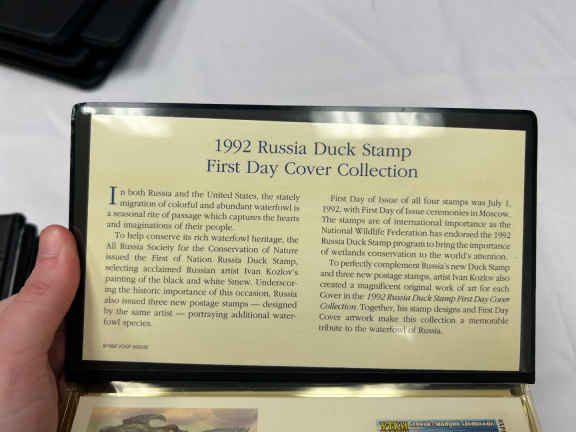 1992 Russia Duck Stamp
First Day Cover Collection
In both Russia and the United States, the stately
migration of colorful and abundant waterfowl is
a seasonal rite of passage which captures the hearts
and imaginations of their people.
To help conserve its rich waterfowl heritage, the
All Russia Society for the Conservation of Nature
issued the First of Nation Russia Duck Stamp,
selecting acclaimed Russian artist Ivan Kozlov's
painting of the black and white Smew. Underscor-
ing the historic importance of this occasion, Russia
also issued three new postage stamps — designed
by the same artist — portraying additional water-
fowl species.
First Day of Issue of all four stamps was July 1,
1992, with First Day of Issue ceremonies in Moscow.
The stamps are of international importance as the
National Wildlife Federation has endorsed the 1992
Russia Duck Stamp program to bring the importance
of wetlands conservation to the world's attention.
To perfectly complement Russia's new Duck Stamp
and three new postage stamps, artist Ivan Kozlov also
created a magnificent original work of art for each
Cover in the 1992 Russia Duck Stamp First Day Cover
Collection. Together, his stamp designs and First Day
Cover artwork make this collection a memorable
tribute to the waterfowl of Russia.